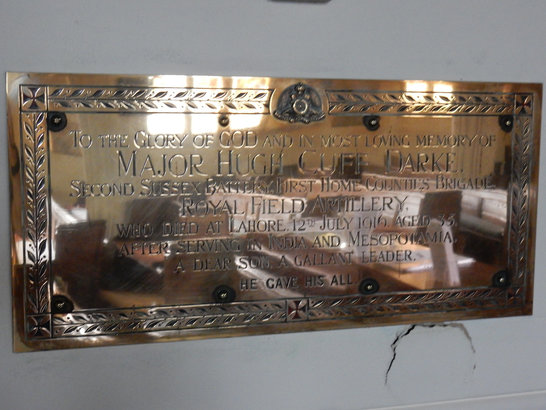 TO THE GLORY OF GOD AND IN MOST LOVING MEMORY OF
MAJOR HUGH CUFF DARKE.
SECOND SUSSEX BATTERY, FIRST HOME COUNTIES BRIGADE,
ROYAL FIELD ARTILLERY.
WHO DIED AT LAHORE, 12TH JULY 1916, AGED 33,
AFTER SERVING IN INDIA AND MESOPOTAMIA.
A DEAR SON, A GALLANT LEADER.
HE GAVE HIS ALL